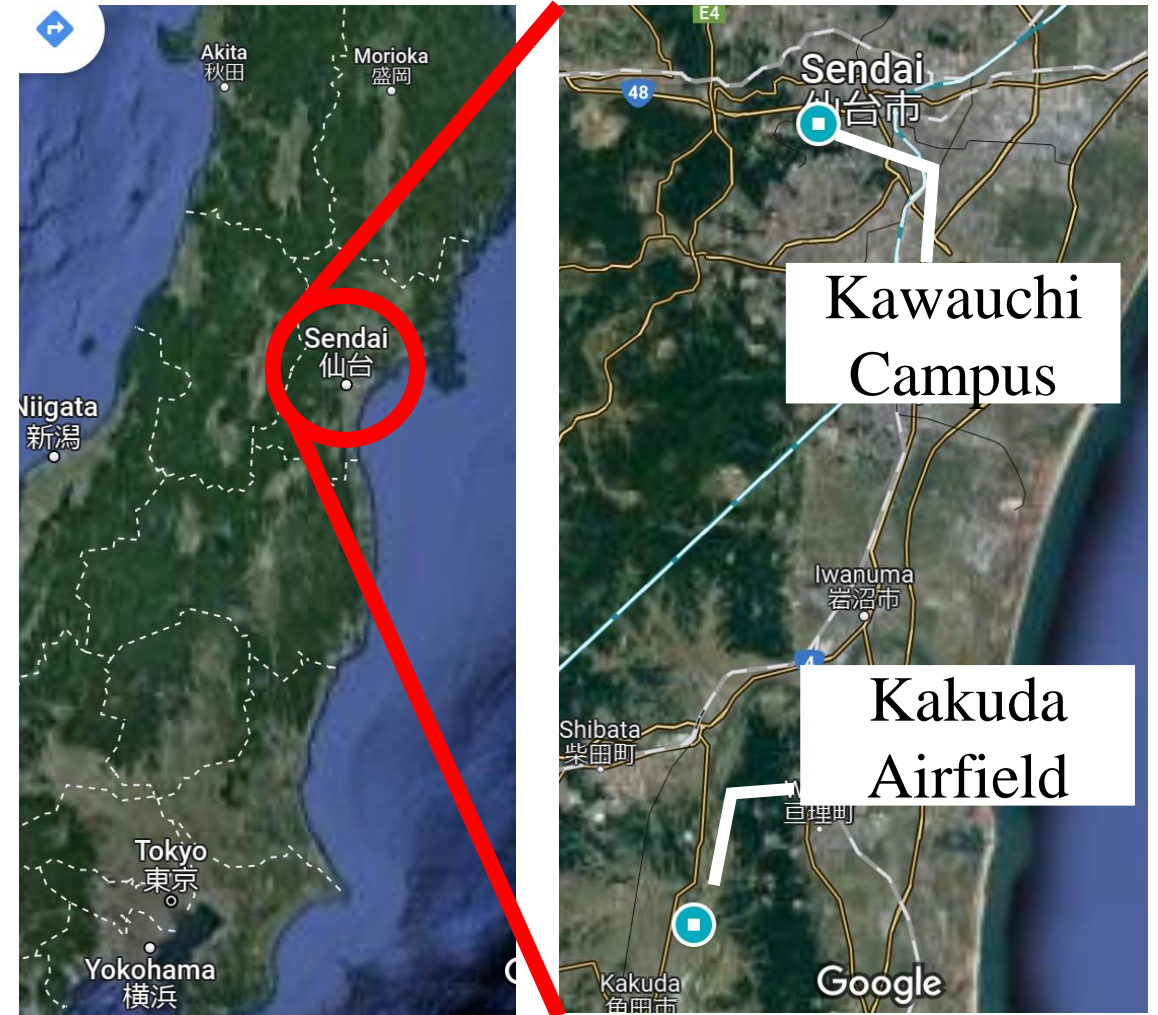 Akita
秋田
Morioka
盛岡
Sendai
仙台
Niigata
新潟
Tokyo
東京
Yokohama
横浜
E4
48
Sendai
仙台市
Kawauchi
Campus
Iwanuma
岩沼市
4
Kakuda
Airfield
Shibata
柴田町
亘理町
Kakuda
角田市
Google